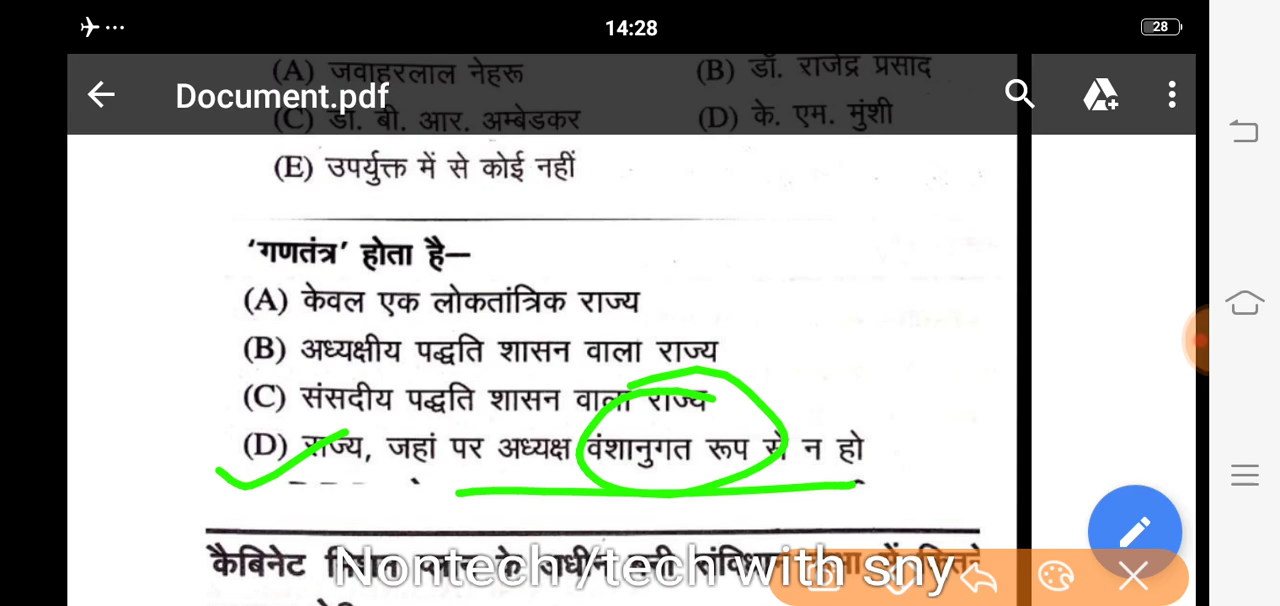 14:28
28
(A) जवाहरलाल नेहरू (B) डॉ. राजेंद्र प्रसाद
Document.pdf
(C) डॉ. बी. आर. अम्बेडकर (D) के. एम. मुंशी
(E) उपर्युक्त में से कोई नहीं
‘गणतंत्र’ होता है—
(A) केवल एक लोकतांत्रिक राज्य
(B) अध्यक्षीय पद्धति शासन वाला राज्य
(C) संसदीय पद्धति शासन वाला राज्य
(D) राज्य, जहां पर अध्यक्ष वंशानुगत रूप से न हो
कैबिनेट के संविधान
Nontech /tech with sny